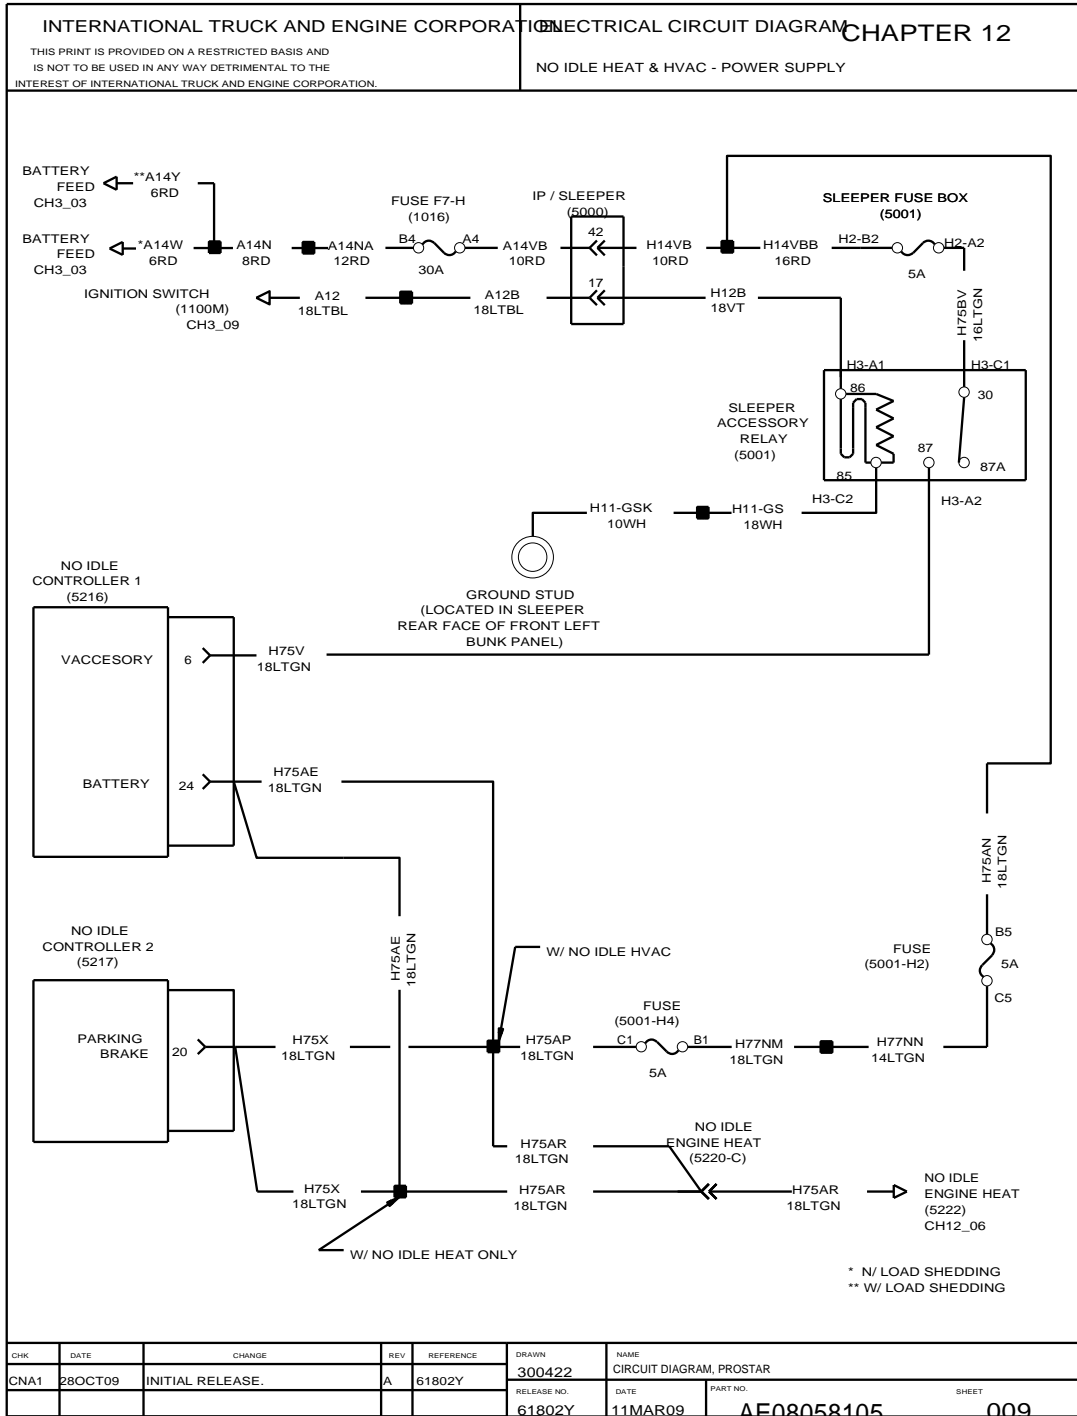 INTERNATIONAL TRUCK AND ENGINE CORPORATION
ELECTRICAL CIRCUIT DIAGRAM
CHAPTER 12
THIS PRINT IS PROVIDED ON A RESTRICTED BASIS AND
IS NOT TO BE USED IN ANY WAY DETRIMENTAL TO THE
INTEREST OF INTERNATIONAL TRUCK AND ENGINE CORPORATION.
NO IDLE HEAT & HVAC - POWER SUPPLY
BATTERY
FEED
CH3_03
**A14Y
6RD
BATTERY
FEED
CH3_03
*A14W
6RD
A14N
8RD
A14NA
12RD
FUSE F7-H
(1016)
B4
A4
30A
A14VB
10RD
IP / SLEEPER
(5000)
42
17
H14VB
10RD
H14VBB
16RD
SLEEPER FUSE BOX
(5001)
H2-B2
H2-A2
5A
IGNITION SWITCH
(1100M)
CH3_09
A12
18LTBL
A12B
18LTBL
H12B
18VT
H75BV
16LTGN
H3-A1
H3-C1
86
30
SLEEPER
ACCESSORY
RELAY
(5001)
87
85
87A
H3-C2
H3-A2
H11-GSK
10WH
H11-GS
18WH
GROUND STUD
(LOCATED IN SLEEPER
REAR FACE OF FRONT LEFT
BUNK PANEL)
NO IDLE
CONTROLLER 1
(5216)
VACCESORY
6
H75V
18LTGN
BATTERY
24
H75AE
18LTGN
H75AE
18LTGN
H75AN
18LTGN
NO IDLE
CONTROLLER 2
(5217)
W/ NO IDLE HVAC
FUSE
(5001-H2)
B5
5A
C5
PARKING
BRAKE
20
H75X
18LTGN
H75AP
18LTGN
FUSE
(5001-H4)
C1
B1
5A
H77NM
18LTGN
H77NN
14LTGN
H75AR
18LTGN
NO IDLE
ENGINE HEAT
(5220-C)
H75X
18LTGN
H75AR
18LTGN
H75AR
18LTGN
NO IDLE
ENGINE HEAT
(5222)
CH12_06
W/ NO IDLE HEAT ONLY
* N/ LOAD SHEDDING
** W/ LOAD SHEDDING
CHK DATE CHANGE REV REFERENCE
CNA1 28OCT09 INITIAL RELEASE. A 61802Y
DRAWN
300422
NAME
CIRCUIT DIAGRAM, PROSTAR
RELEASE NO.
61802Y
DATE
11MAR09
PART NO.
AE08058105
SHEET
009